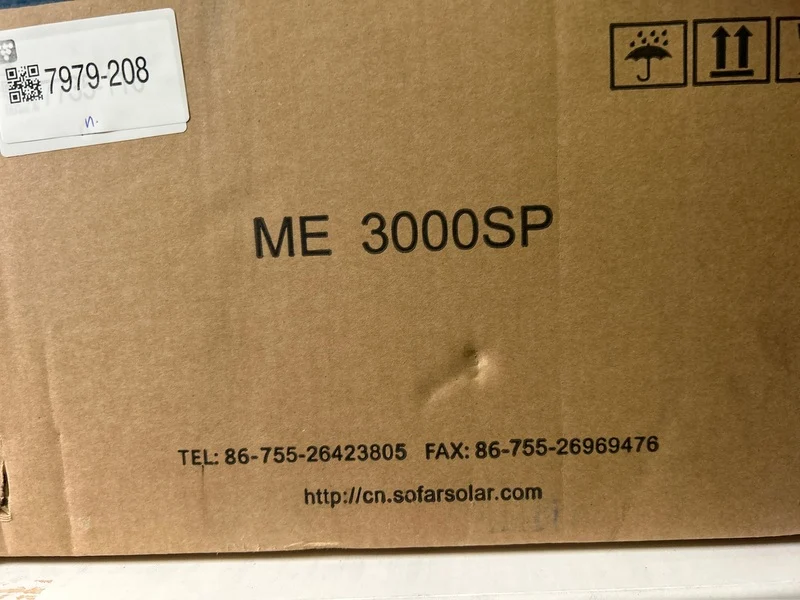 7979-208
n.
ME 3000SP
TEL: 86-755-26423805 FAX: 86-755-26969476
http://cn.sofarsolar.com